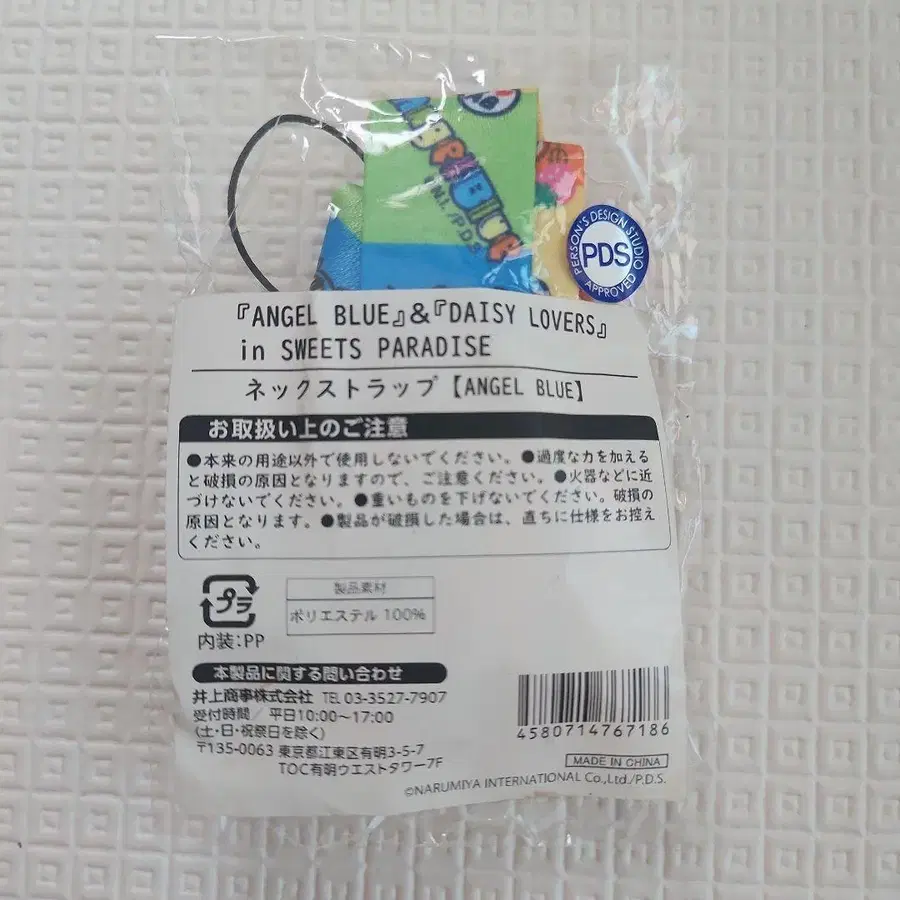 N.I./P.D.S
PERSON'S DESIGN STUDIO
PDS
APPROVED
『ANGEL BLUE』&『DAISY LOVERS』
in SWEETS PARADISE
ネックストラップ【ANGEL BLUE】
お取扱い上のご注意
●本来の用途以外で使用しないでください。●過度な力を加える
と破損の原因となりますので、ご注意ください。●火器などに近
づけないでください。●重いものを下げないでください。破損の
原因となります。●製品が破損した場合は、直ちに仕様をお控え
ください。
プラ
内装:PP
製品素材
ポリエステル 100%
本製品に関する問い合わせ
井上商事株式会社 TEL 03-3527-7907
受付時間/ 平日10:00~17:00
(土・日・祝祭日を除く)
〒135-0063 東京都江東区有明3-5-7
TOC有明ウエストタワー7F
4580714767186
MADE IN CHINA
©NARUMIYA INTERNATIONAL Co.,Ltd./P.D.S.